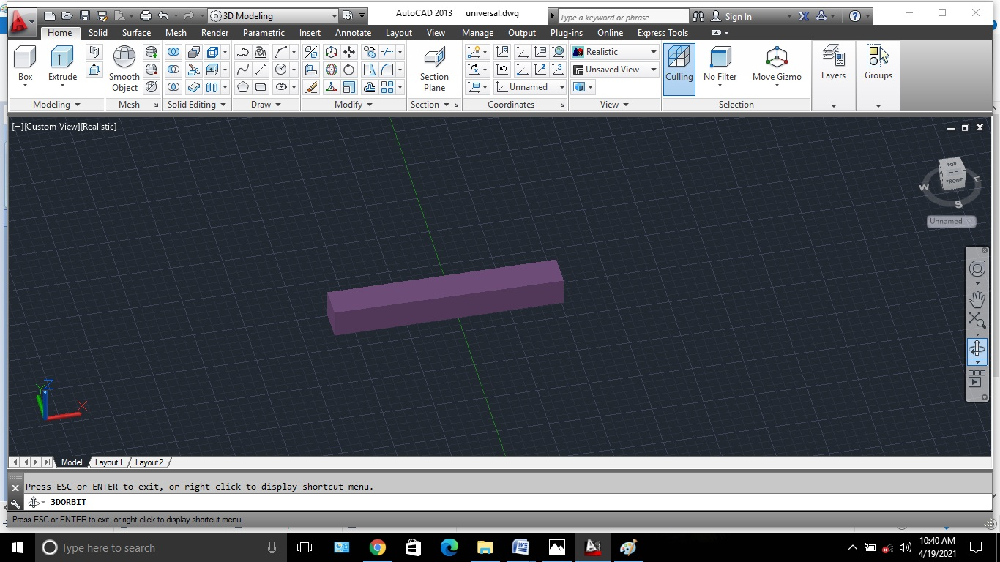 3D Modeling
AutoCAD 2013 universal.dwg
Type a keyword or phrase
Sign In
Home Solid Surface Mesh Render Parametric Insert Annotate Layout View Manage Output Plug-ins Online Express Tools
Box
Extrude
Smooth
Object
Section
Plane
Unnamed
Realistic
Unsaved View
Culling
No Filter
Move Gizmo
Layers
Groups
Modeling
Mesh
Solid Editing
Draw
Modify
Section
Coordinates
View
Selection
[−][Custom View][Realistic]
TOP
FRONT
W
E
S
Unnamed
Y
Z
X
Model Layout1 Layout2
Press ESC or ENTER to exit, or right-click to display shortcut-menu.
3DORBIT
Press ESC or ENTER to exit, or right-click to display shortcut-menu.
Type here to search
10:40 AM
4/19/2021